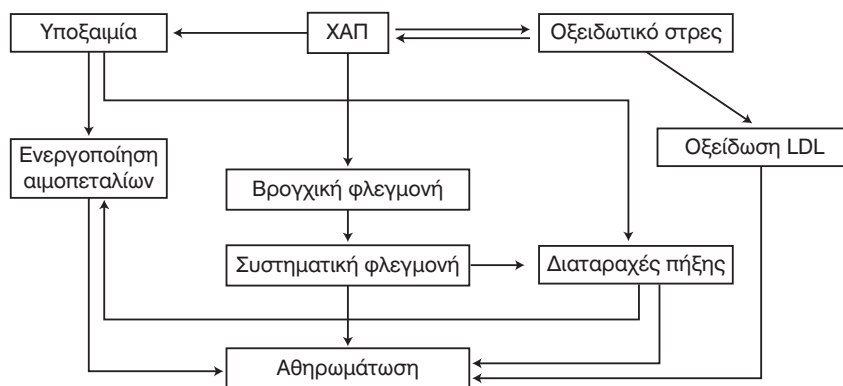 Υποξαιμία
ΧΑΠ
Οξειδωτικό στρες
Ενεργοποίηση
αιμοπεταλίων
Οξείδωση LDL
Βρογχική φλεγμονή
Συστηματική φλεγμονή
Διαταραχές πήξης
Αθηρωμάτωση